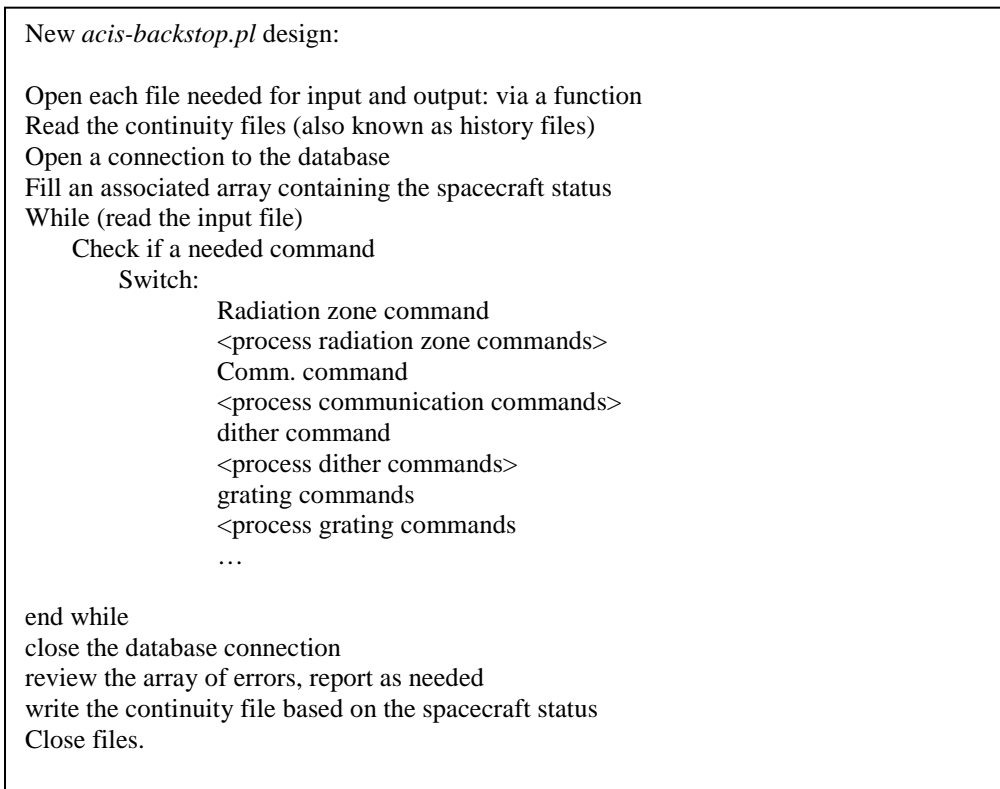 New acis-backstop.pl design:
Open each file needed for input and output: via a function
Read the continuity files (also known as history files)
Open a connection to the database
Fill an associated array containing the spacecraft status
While (read the input file)
Check if a needed command
Switch:
Radiation zone command
<process radiation zone commands>
Comm. command
<process communication commands>
dither command
<process dither commands>
grating commands
<process grating commands
…
end while
close the database connection
review the array of errors, report as needed
write the continuity file based on the spacecraft status
Close files.